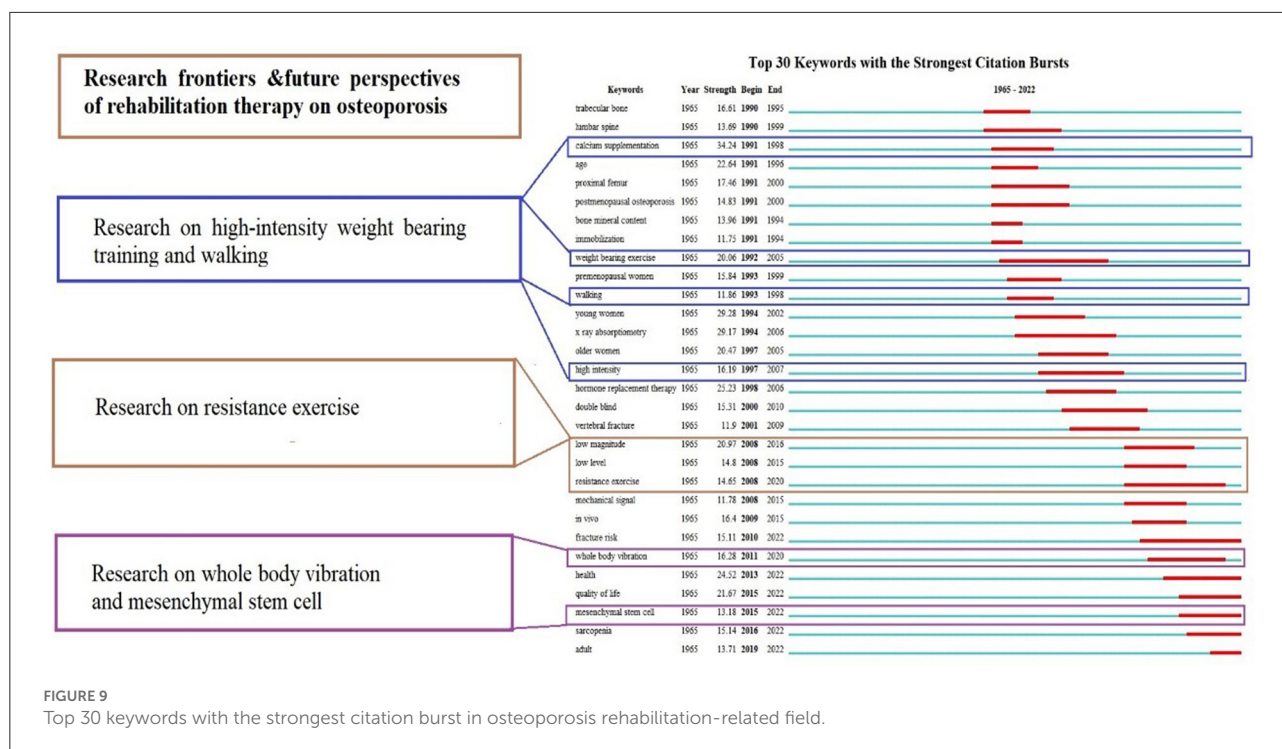 Research frontiers &future perspectives
of rehabilitation therapy on osteoporosis
Research on high-intensity weight bearing
training and walking
Research on resistance exercise
Research on whole body vibration
and mesenchymal stem cell
Top 30 Keywords with the Strongest Citation Bursts
Keywords Year Strength Begin End 1965 - 2022
trabecular bone 1965 16.61 1990 1995
lumbar spine 1965 13.69 1990 1999
calcium supplementation 1965 34.24 1991 1998
age 1965 22.64 1991 1996
proximal femur 1965 17.46 1991 2000
postmenopausal osteoporosis 1965 14.83 1991 2000
bone mineral content 1965 13.96 1991 1994
immobilization 1965 11.75 1991 1994
weight bearing exercise 1965 20.06 1992 2005
premenopausal women 1965 15.84 1993 1999
walking 1965 11.86 1993 1998
young women 1965 29.28 1994 2002
x ray absorptiometry 1965 29.17 1994 2006
older women 1965 20.47 1997 2005
high intensity 1965 16.19 1997 2007
hormone replacement therapy 1965 25.23 1998 2006
double blind 1965 15.31 2000 2010
vertebral fracture 1965 11.9 2001 2009
low magnitude 1965 20.97 2008 2016
low level 1965 14.8 2008 2015
resistance exercise 1965 14.65 2008 2020
mechanical signal 1965 11.78 2008 2015
in vivo 1965 16.4 2009 2015
fracture risk 1965 15.11 2010 2022
whole body vibration 1965 16.28 2011 2020
health 1965 24.52 2013 2022
quality of life 1965 21.67 2015 2022
mesenchymal stem cell 1965 13.18 2015 2022
sarcopenia 1965 15.14 2016 2022
adult 1965 13.71 2019 2022
FIGURE 9
Top 30 keywords with the strongest citation burst in osteoporosis rehabilitation-related field.